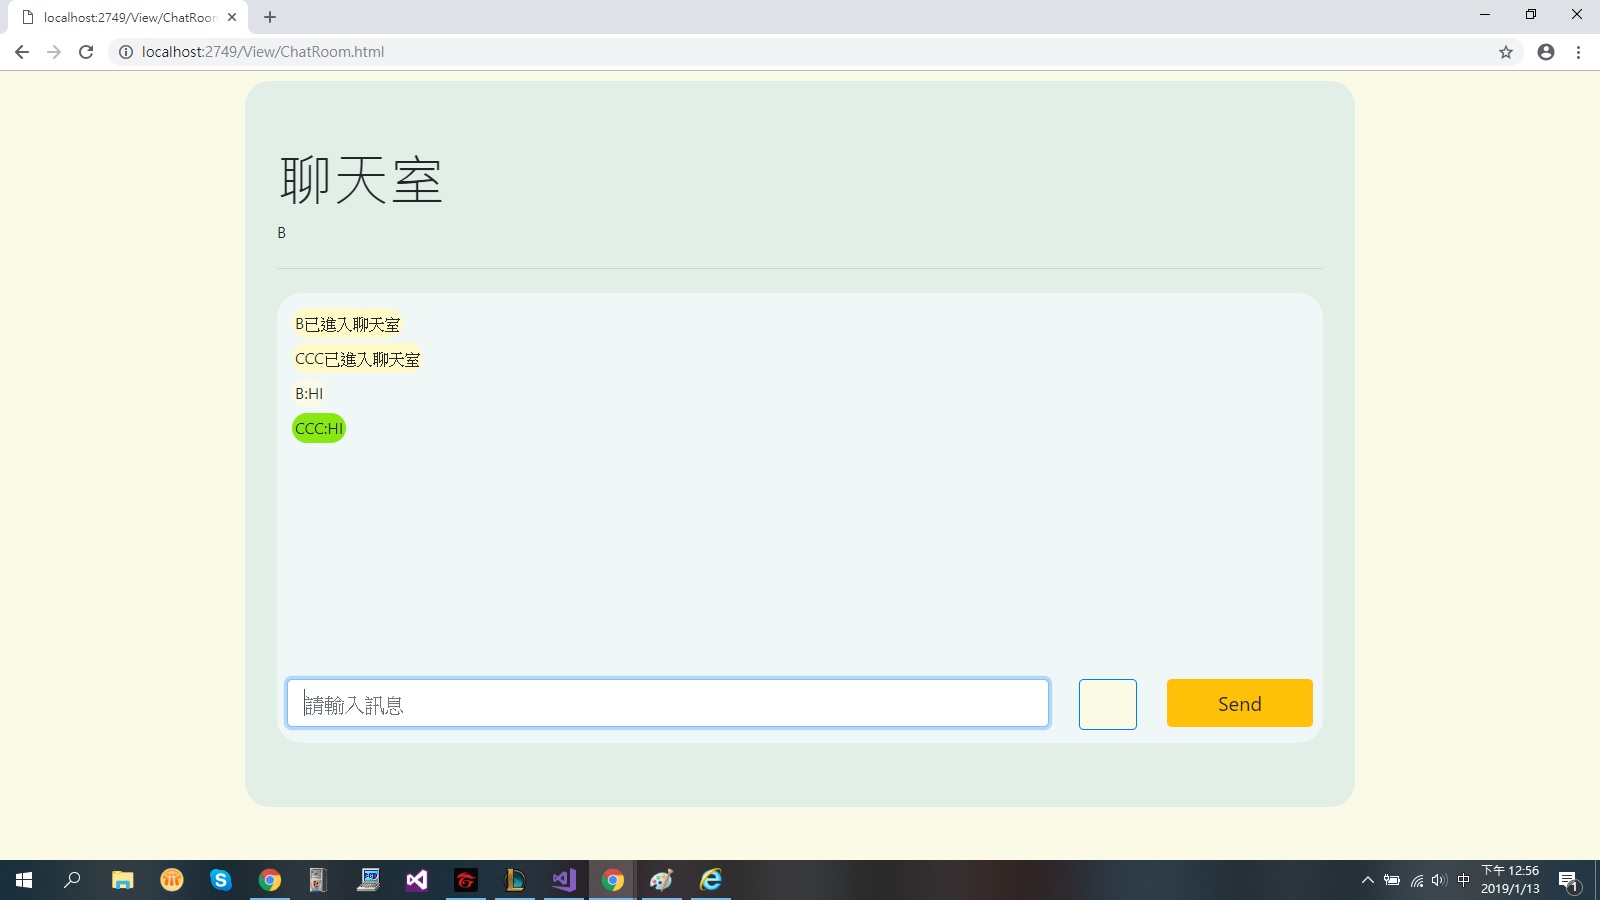 localhost:2749/View/ChatRoon
localhost:2749/View/ChatRoom.html
聊天室
B
B已進入聊天室
CCC已進入聊天室
B:HI
CCC:HI
請輸入訊息
Send
中
下午 12:56
2019/1/13
1